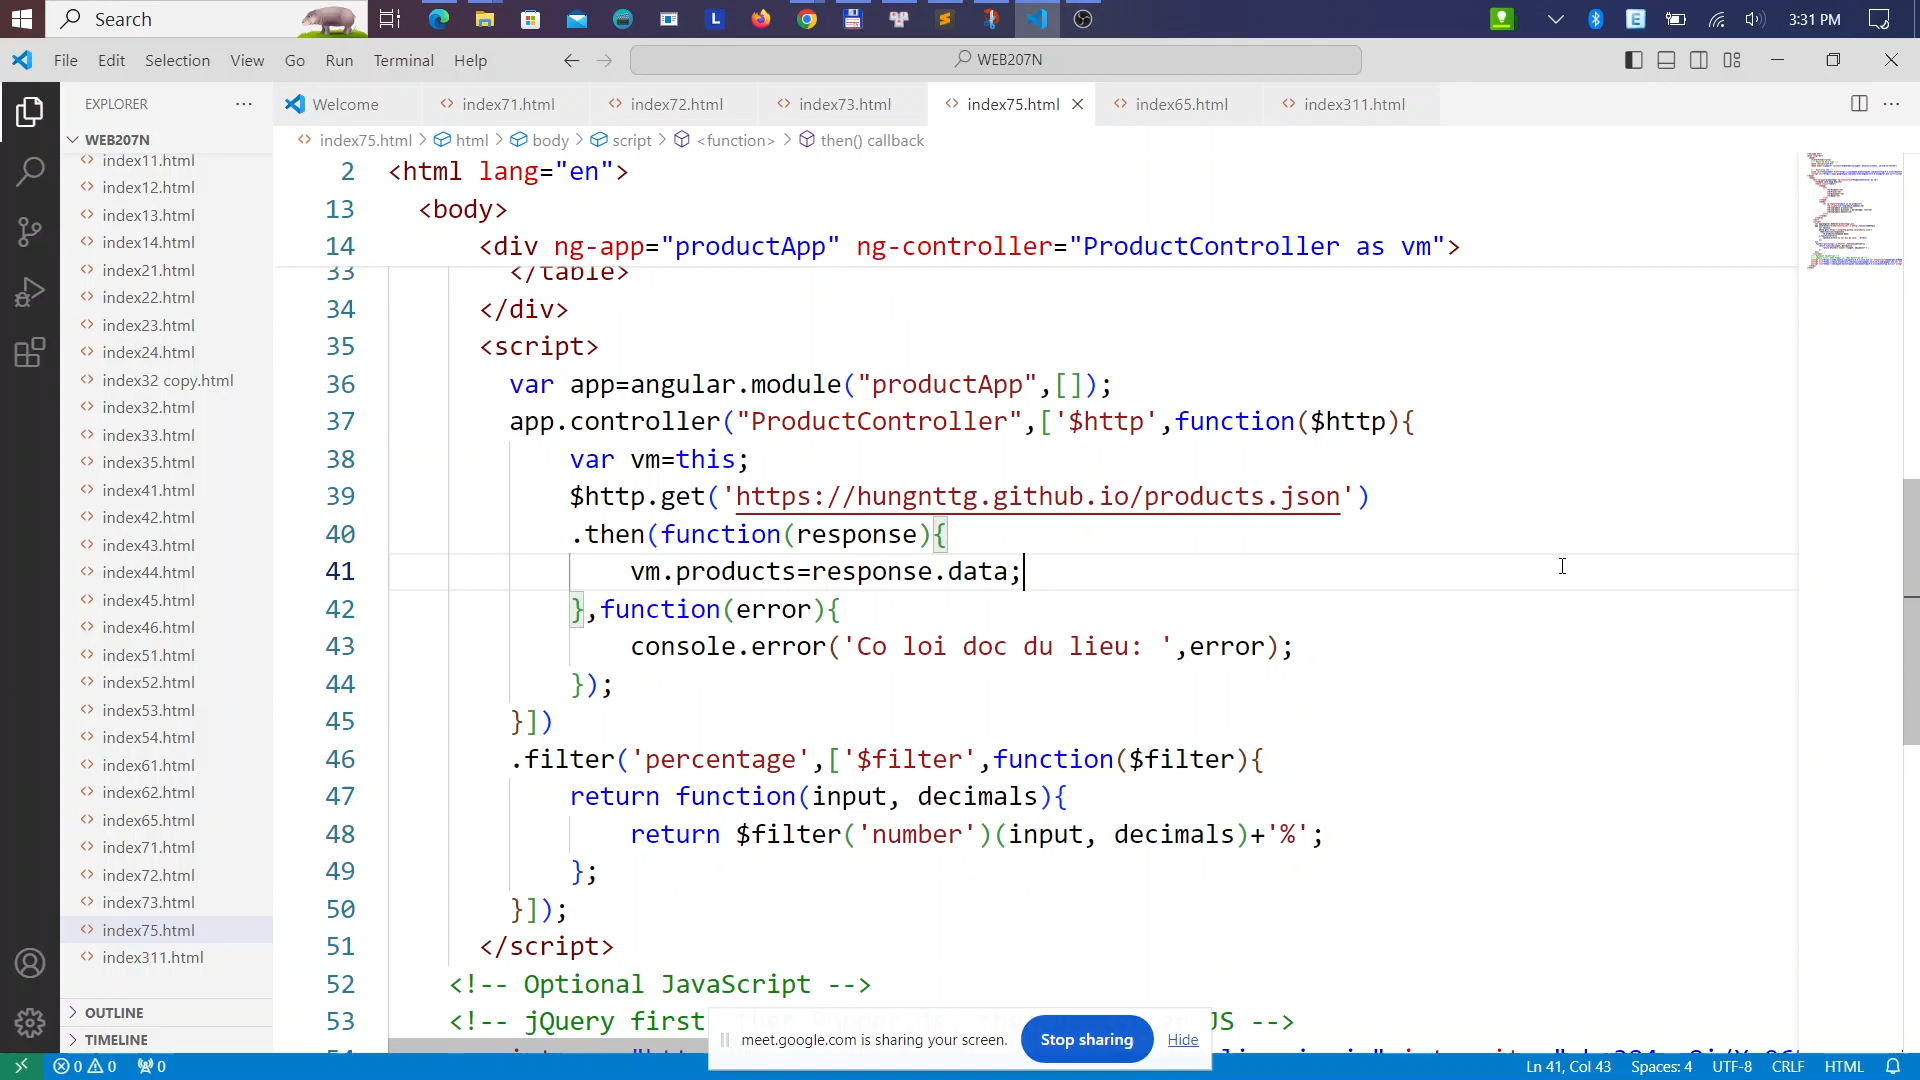 Search
3:31 PM
File Edit Selection View Go Run Terminal Help
WEB207N
EXPLORER
Welcome
index71.html
index72.html
index73.html
index75.html
index65.html
index311.html
WEB207N
index75.html > html > body > script > <function> > then() callback
index11.html
index12.html
index13.html
index14.html
index21.html
index22.html
index23.html
index24.html
index32 copy.html
index32.html
index33.html
index35.html
index41.html
index42.html
index43.html
index44.html
index45.html
index46.html
index51.html
index52.html
index53.html
index54.html
index61.html
index62.html
index65.html
index71.html
index72.html
index73.html
index75.html
index311.html
OUTLINE
TIMELINE
2 <html lang="en">
13 <body>
14 <div ng-app="productApp" ng-controller="ProductController as vm">
33 </table>
34 </div>
35 <script>
36 var app=angular.module("productApp",[]);
37 app.controller("ProductController",['$http',function($http){
38 var vm=this;
39 $http.get('https://hungnttg.github.io/products.json')
40 .then(function(response){
41 vm.products=response.data;
42 },function(error){
43 console.error('Co loi doc du lieu: ',error);
44 });
45 }])
46 .filter('percentage',['$filter',function($filter){
47 return function(input, decimals){
48 return $filter('number')(input, decimals)+'%';
49 };
50 }]);
51 </script>
52 <!-- Optional JavaScript -->
53 <!-- jQuery first JS -->
meet.google.com is sharing your screen.
Stop sharing
Hide
0 0 0
Ln 41, Col 43 Spaces: 4 UTF-8 CRLF HTML